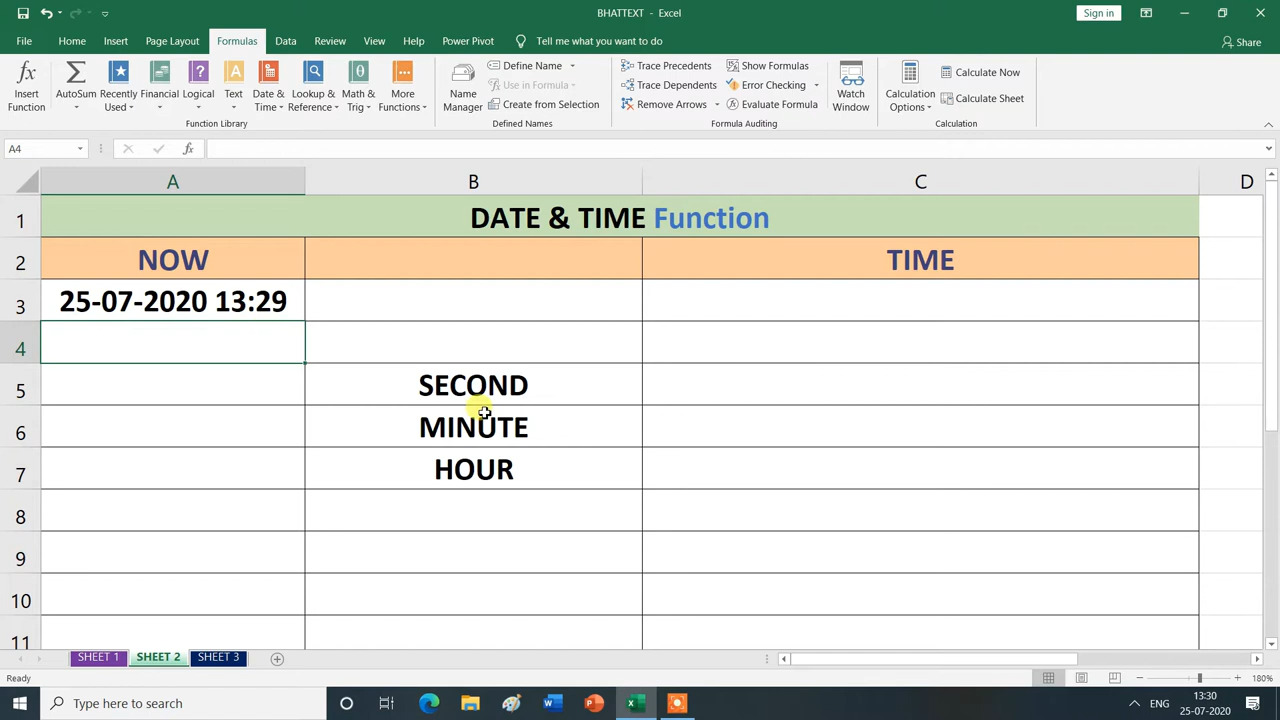 BHATTEXT - Excel
Sign in
File Home Insert Page Layout Formulas Data Review View Help Power Pivot Tell me what you want to do Share
Insert Function
AutoSum
Recently Used
Financial
Logical
Text
Date & Time
Lookup & Reference
Math & Trig
More Functions
Function Library
Name Manager
Define Name
Use in Formula
Create from Selection
Defined Names
Trace Precedents
Trace Dependents
Remove Arrows
Show Formulas
Error Checking
Evaluate Formula
Formula Auditing
Watch Window
Calculation Options
Calculate Now
Calculate Sheet
Calculation
A4 fx
A B C D
1 DATE & TIME Function
2 NOW TIME
3 25-07-2020 13:29
4
5 SECOND
6 MINUTE
7 HOUR
8
9
10
11
SHEET 1 SHEET 2 SHEET 3
Ready 180%
Type here to search
ENG
13:30
25-07-2020